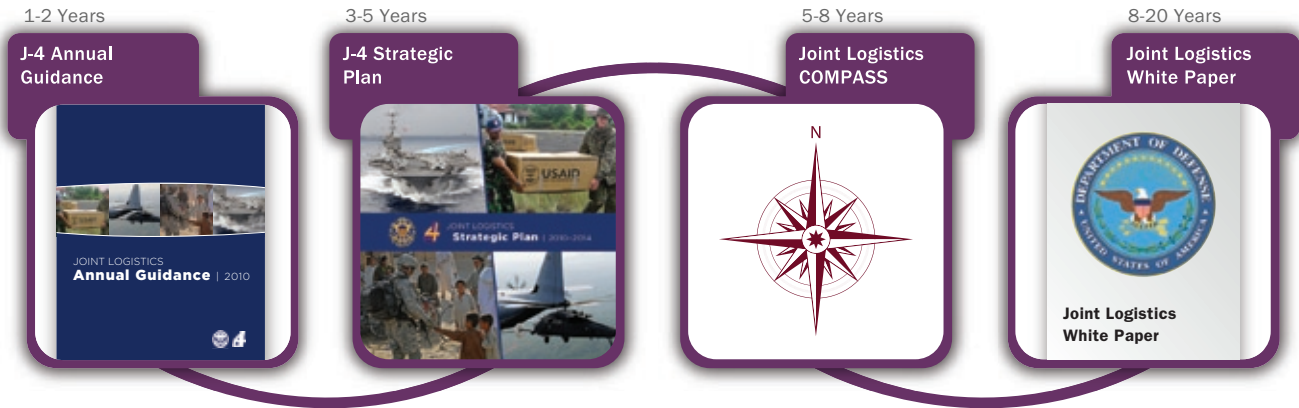 1-2 Years
J-4 Annual
Guidance
JOINT LOGISTICS
Annual Guidance | 2010
4
3-5 Years
J-4 Strategic
Plan
USAID
4
JOINT LOGISTICS
Strategic Plan | 2010-2014
5-8 Years
Joint Logistics
COMPASS
N
8-20 Years
Joint Logistics
White Paper
DEPARTMENT OF DEFENSE
UNITED STATES OF AMERICA
Joint Logistics
White Paper